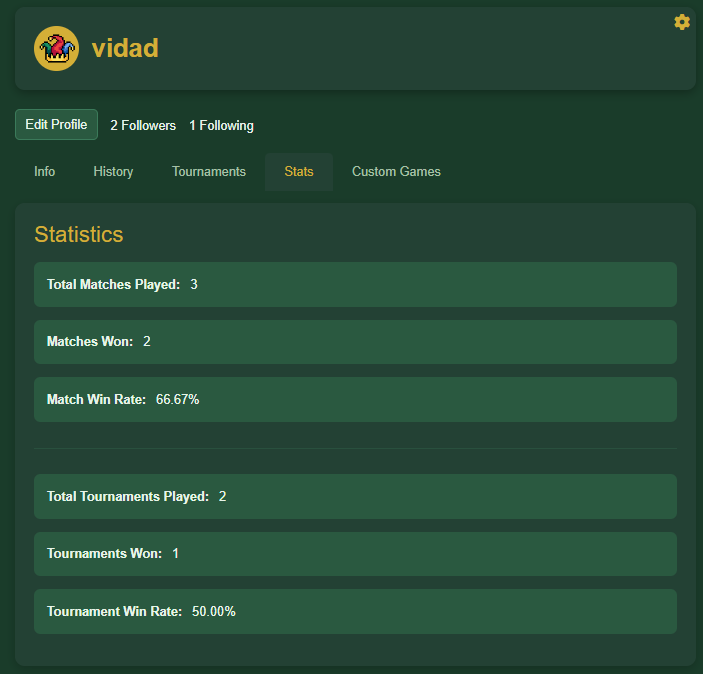 vidad
Edit Profile 2 Followers 1 Following
Info History Tournaments Stats Custom Games
Statistics
Total Matches Played: 3
Matches Won: 2
Match Win Rate: 66.67%
Total Tournaments Played: 2
Tournaments Won: 1
Tournament Win Rate: 50.00%